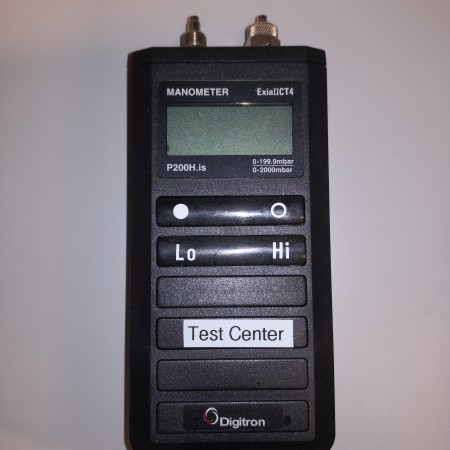 MANOMETER ExiaIICT4
P200H.is
0-199.9mbar
0-2000mbar
Lo Hi
Test Center
Digitron